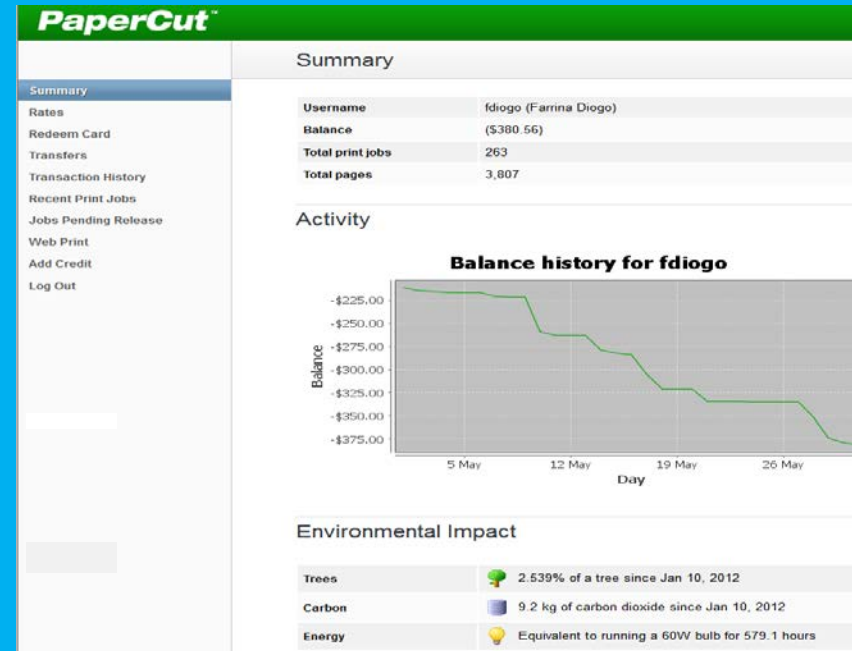 PaperCut™
Summary
Summary
Rates
Redeem Card
Transfers
Transaction History
Recent Print Jobs
Jobs Pending Release
Web Print
Add Credit
Log Out
Username fdiogo (Farrina Diogo)
Balance ($380.56)
Total print jobs 263
Total pages 3,807
Activity
Balance history for fdiogo
Balance
-$225.00
-$250.00
-$275.00
-$300.00
-$325.00
-$350.00
-$375.00
5 May 12 May 19 May 26 May
Day
Environmental Impact
Trees 2.539% of a tree since Jan 10, 2012
Carbon 9.2 kg of carbon dioxide since Jan 10, 2012
Energy Equivalent to running a 60W bulb for 579.1 hours